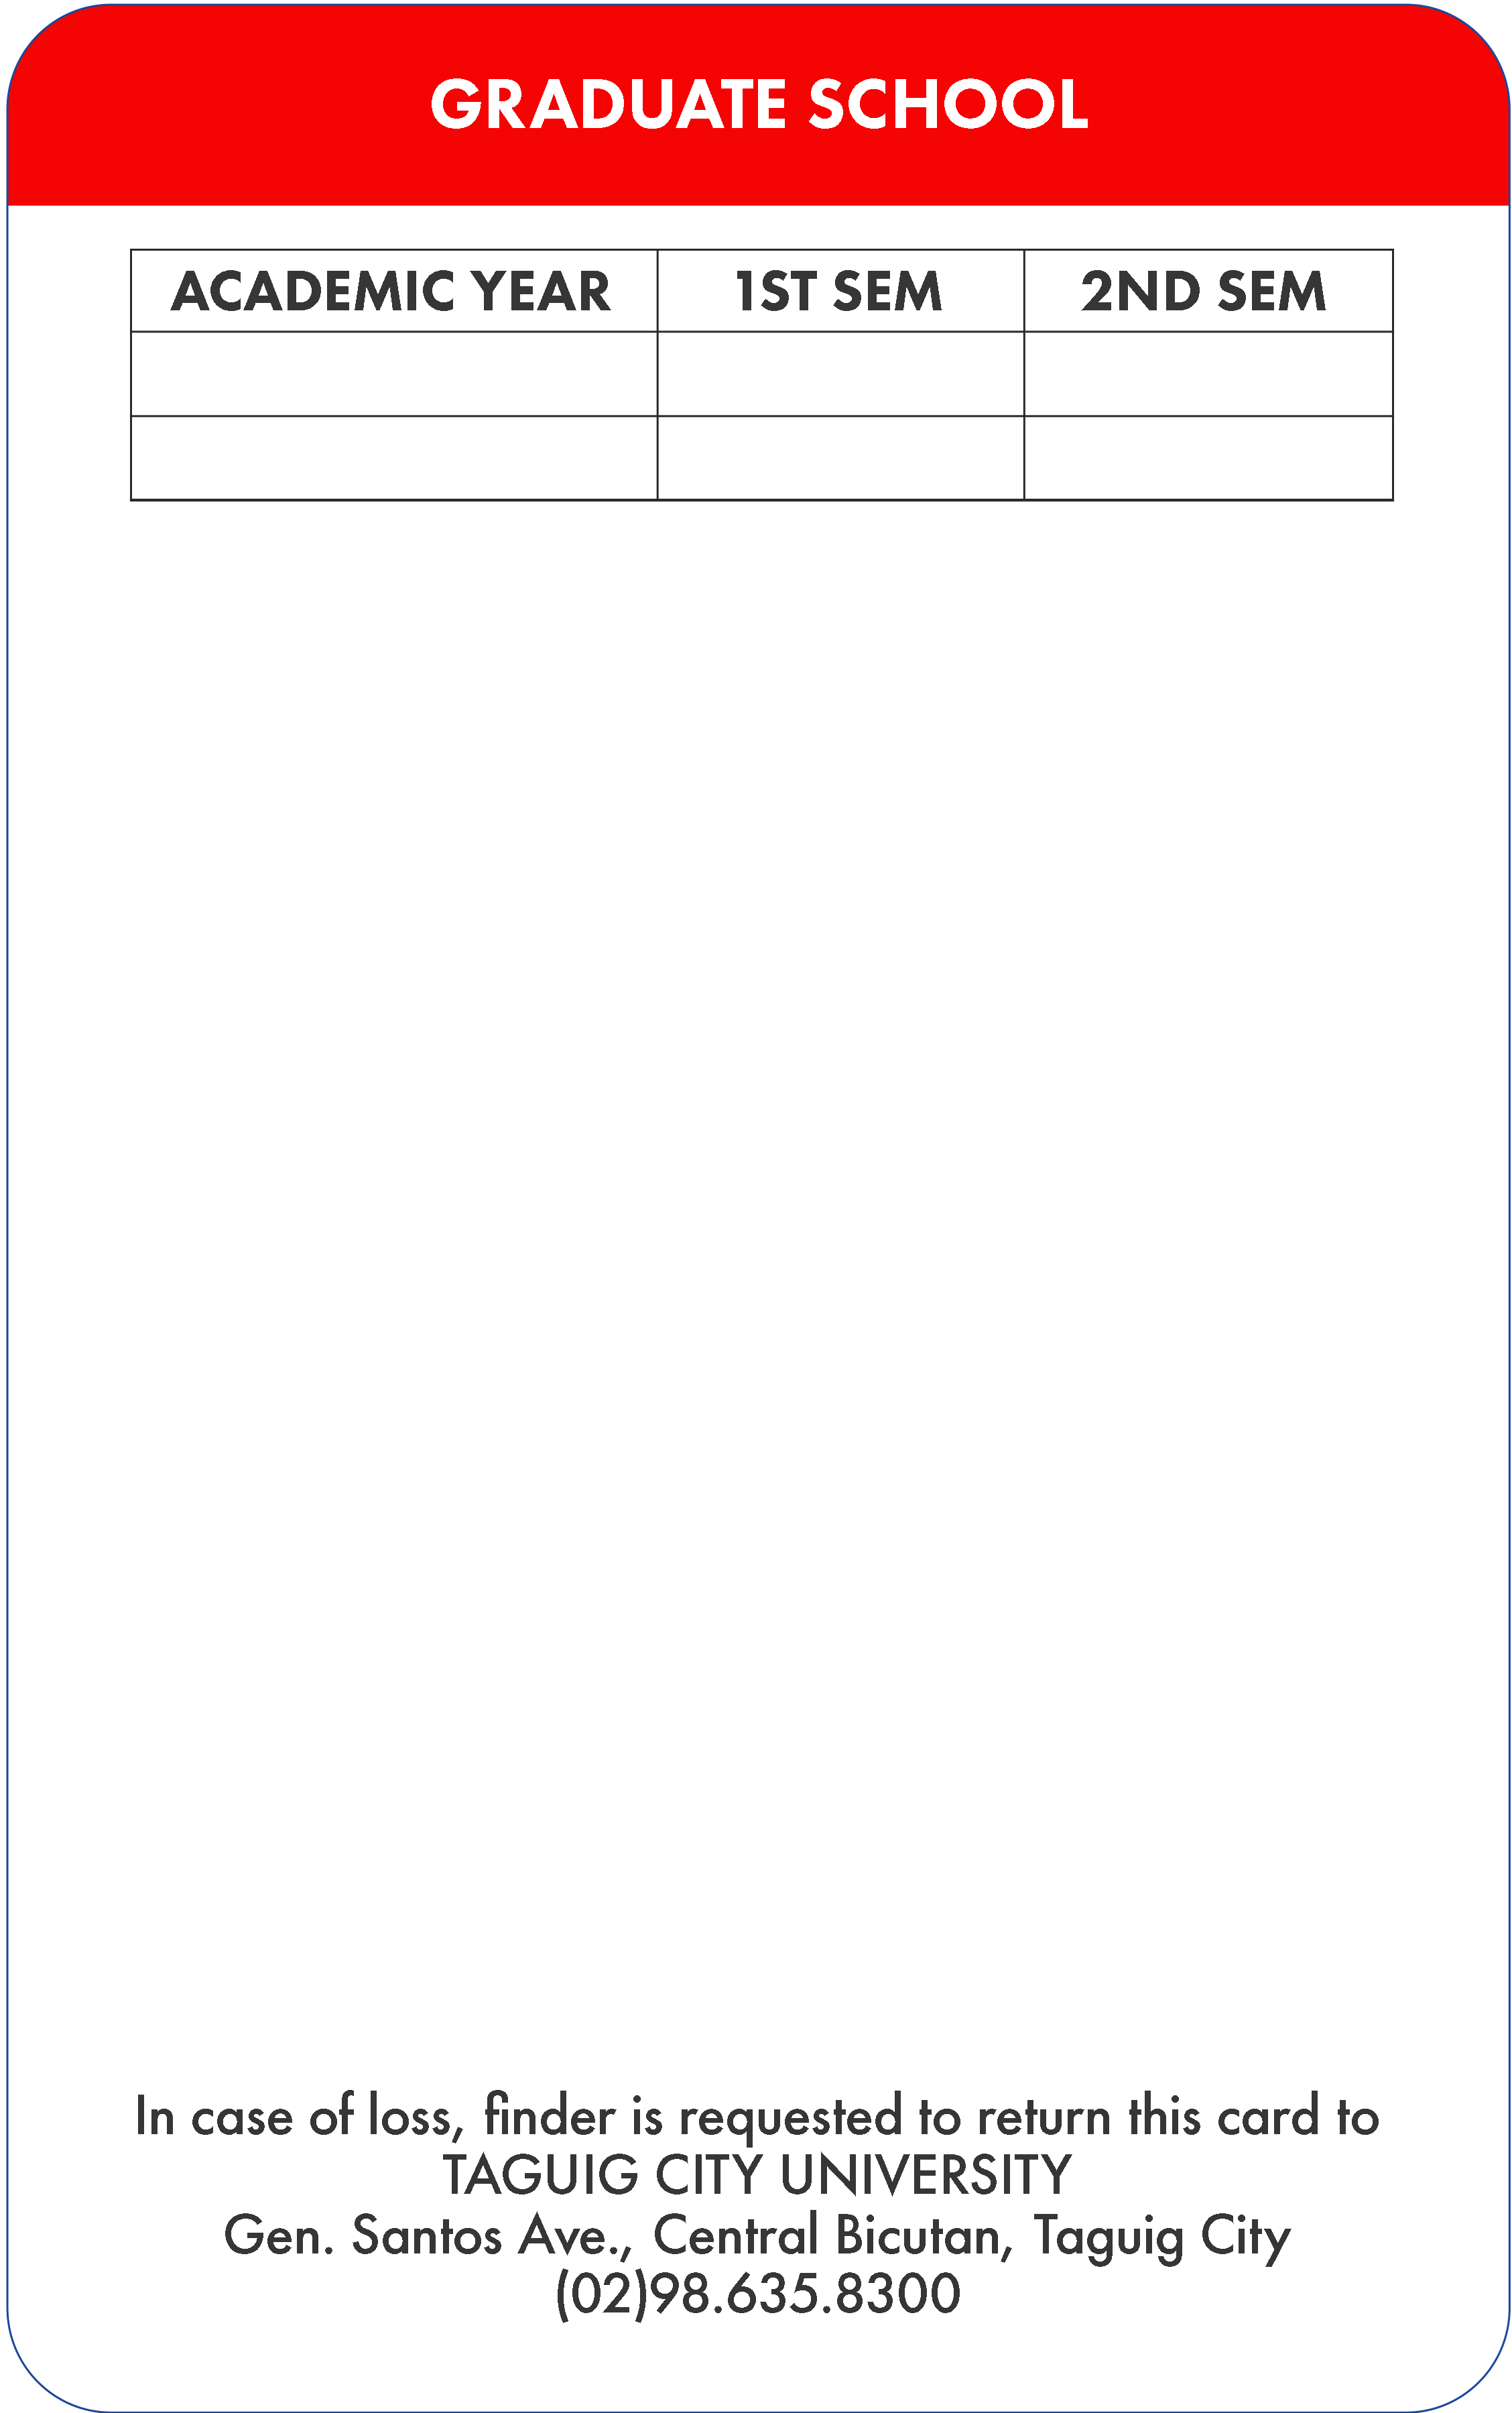 GRADUATE SCHOOL
ACADEMIC YEAR 1ST SEM 2ND SEM
In case of loss, finder is requested to return this card to
TAGUIG CITY UNIVERSITY
Gen. Santos Ave., Central Bicutan, Taguig City
(02)98.635.8300